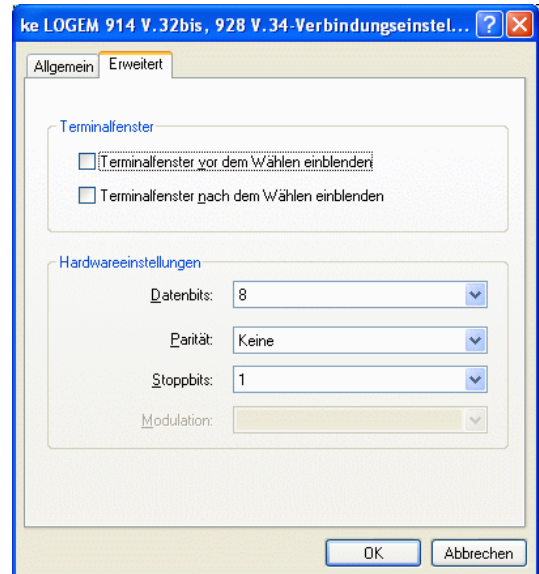 ke LOGEM 914 V.32bis, 928 V.34-Verbindungseinstel...
Allgemein
Erweitert
Terminalfenster
Terminalfenster vor dem Wählen einblenden
Terminalfenster nach dem Wählen einblenden
Hardwareeinstellungen
Datenbits: 8
Parität: Keine
Stoppbits: 1
Modulation:
OK
Abbrechen